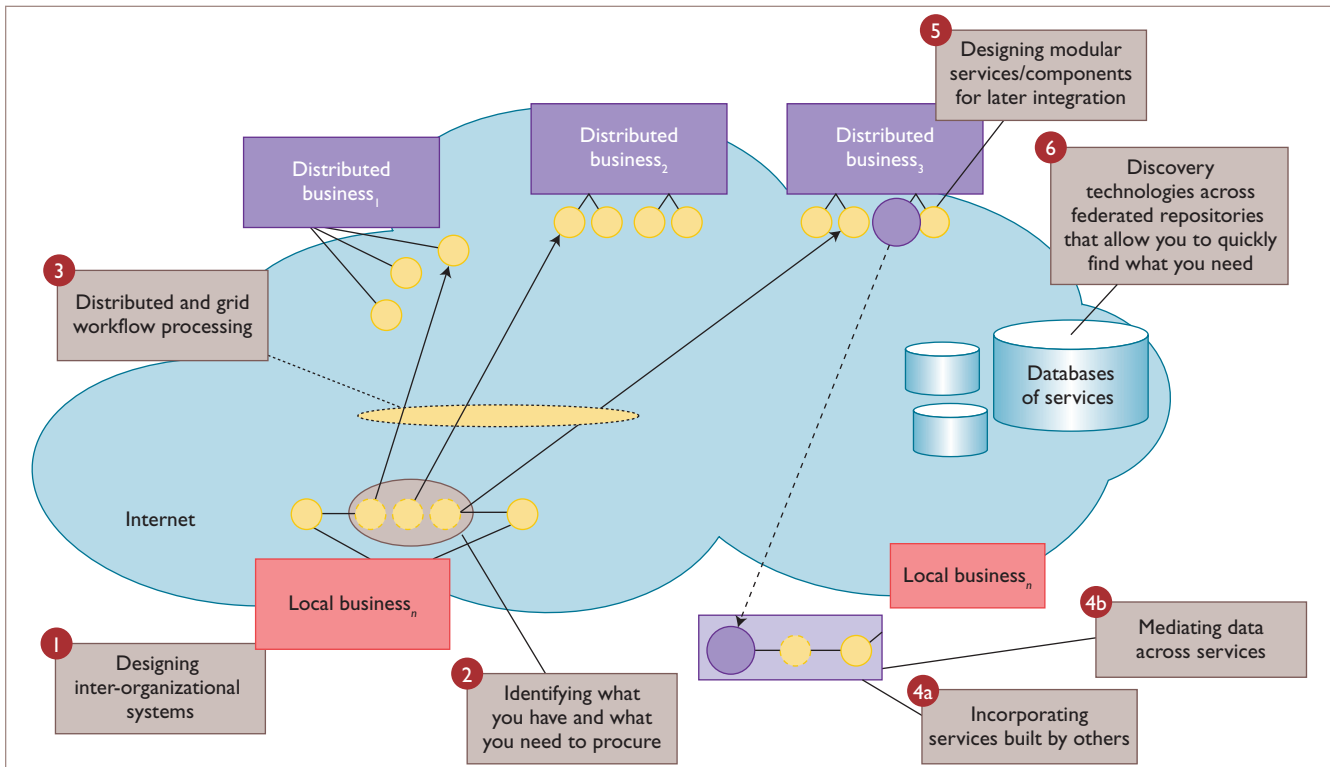 5
Designing modular
services/components
for later integration
Distributed
business₁
Distributed
business₂
Distributed
business₃
6
Discovery
technologies across
federated repositories
that allow you to quickly
find what you need
3
Distributed and grid
workflow processing
Databases
of services
Internet
Local businessₙ
Local businessₙ
1
Designing
inter-organizational
systems
2
Identifying what
you have and what
you need to procure
4b
Mediating data
across services
4a
Incorporating
services built by others